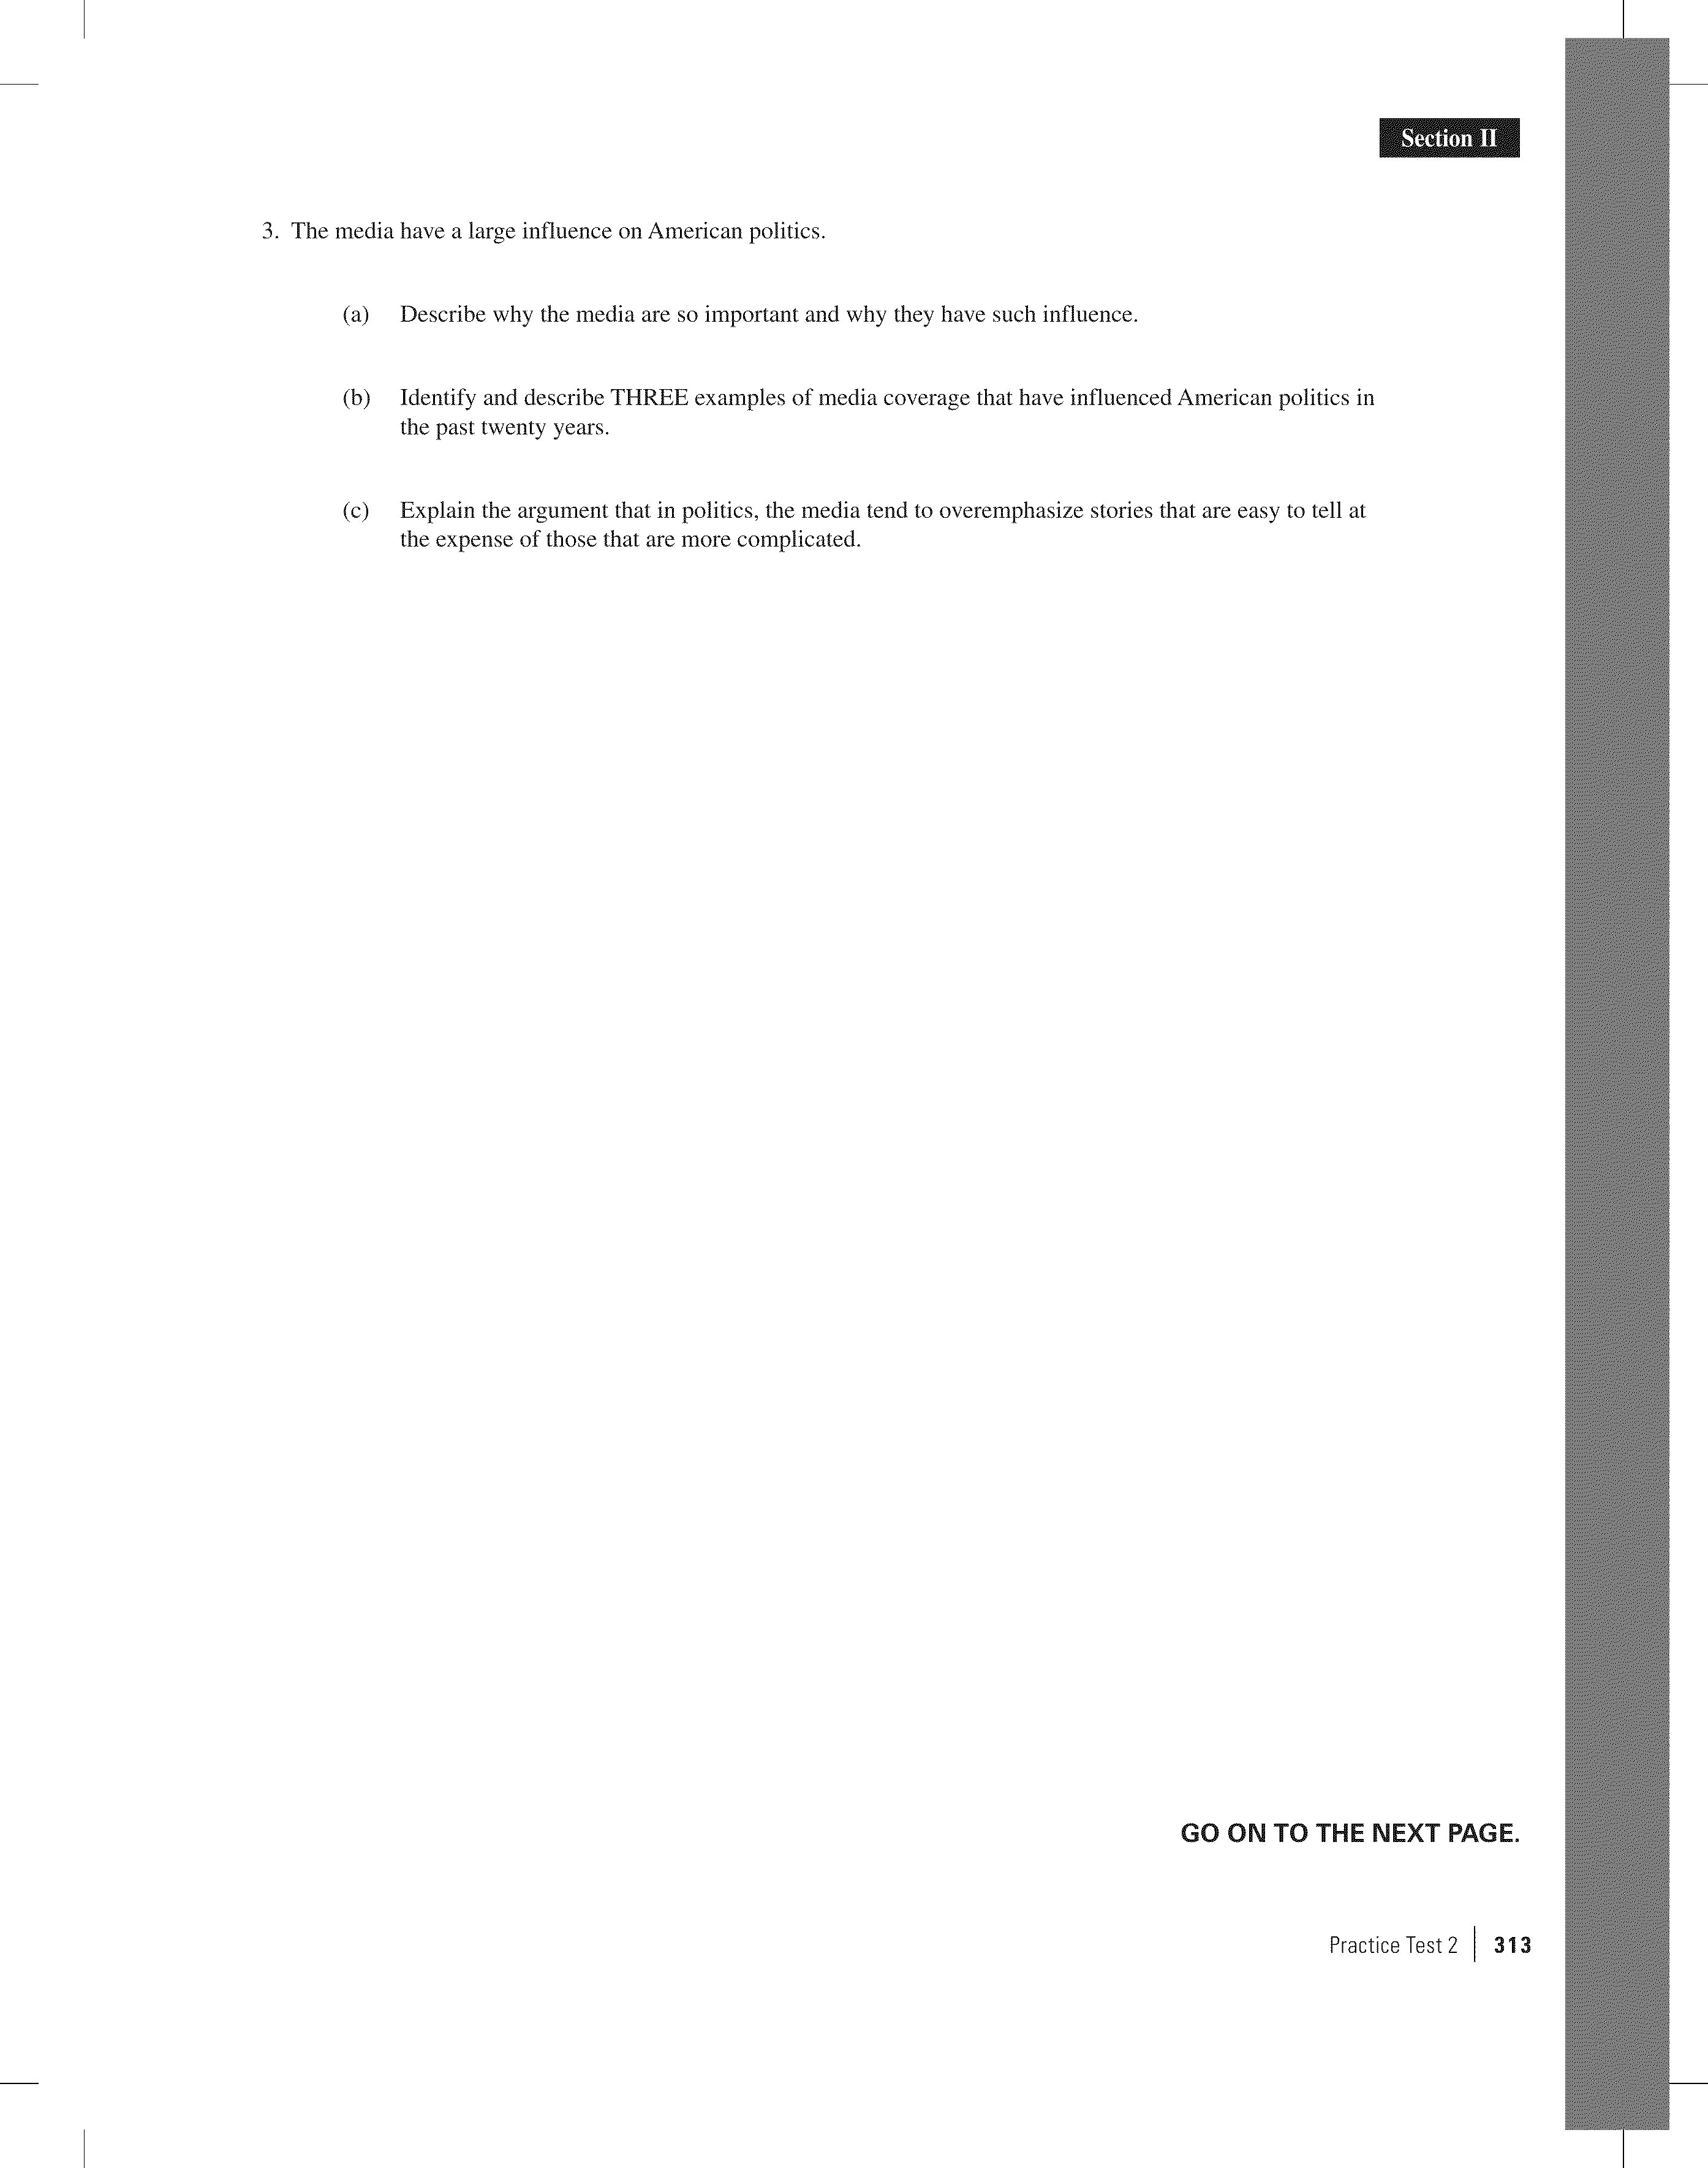 Section II
3. The media have a large influence on American politics.
(a) Describe why the media are so important and why they have such influence.
(b) Identify and describe THREE examples of media coverage that have influenced American politics in
the past twenty years.
(c) Explain the argument that in politics, the media tend to overemphasize stories that are easy to tell at
the expense of those that are more complicated.
GO ON TO THE NEXT PAGE.
Practice Test 2 | 313